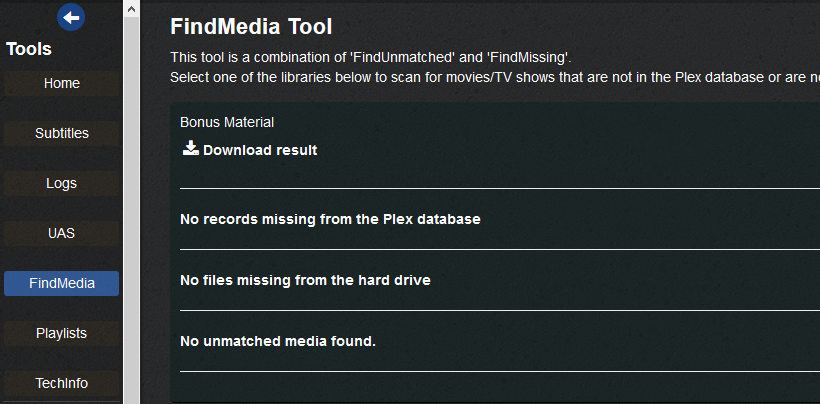 Tools
Home
Subtitles
Logs
UAS
FindMedia
Playlists
TechInfo
FindMedia Tool
This tool is a combination of 'FindUnmatched' and 'FindMissing'.
Select one of the libraries below to scan for movies/TV shows that are not in the Plex database or are
Bonus Material
Download result
No records missing from the Plex database
No files missing from the hard drive
No unmatched media found.